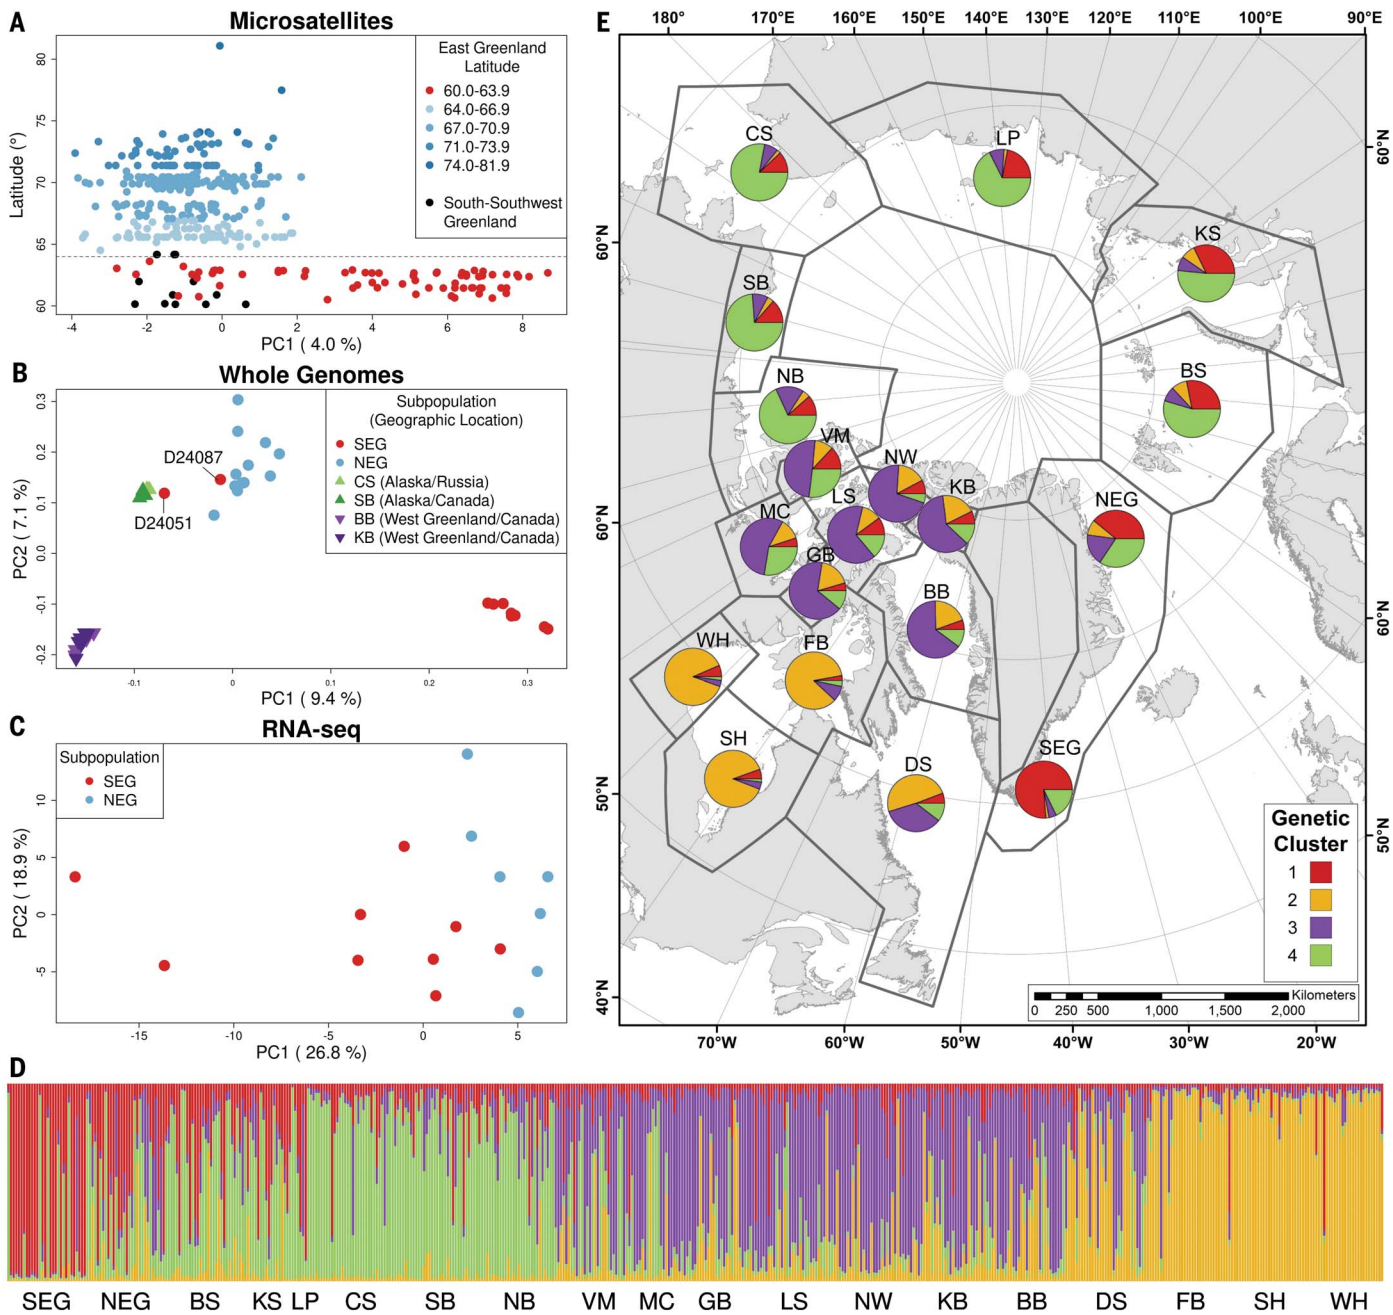 A
Microsatellites
East Greenland
Latitude
60.0-63.9
64.0-66.9
67.0-70.9
71.0-73.9
74.0-81.9
South-Southwest
Greenland
80
75
70
65
60
Latitude (°)
-4 -2 0 2 4 6 8
PC1 ( 4.0 %)
B
Whole Genomes
Subpopulation
(Geographic Location)
SEG
NEG
CS (Alaska/Russia)
SB (Alaska/Canada)
BB (West Greenland/Canada)
KB (West Greenland/Canada)
D24087
D24051
0.3
0.2
0.1
0.0
-0.1
-0.2
PC2 ( 7.1 %)
-0.1 0 0.1 0.2 0.3
PC1 ( 9.4 %)
C
RNA-seq
Subpopulation
SEG
NEG
10
5
0
-5
PC2 ( 18.9 %)
-15 -10 -5 0 5
PC1 ( 26.8 %)
E
180° 170°E 160°E 150°E 140°E 130°E 120°E 110°E 100°E 90°E
60°N
60°N
50°N
40°N
60°N
60°N
50°N
CS
LP
KS
SB
BS
NB
VM
NW
KB
LS
NEG
MC
GB
BB
WH
FB
SH
DS
SEG
Genetic
Cluster
1
2
3
4
Kilometers
0 250 500 1,000 1,500 2,000
70°W 60°W 50°W 40°W 30°W 20°W
D
SEG NEG BS KS LP CS SB NB VM MC GB LS NW KB BB DS FB SH WH